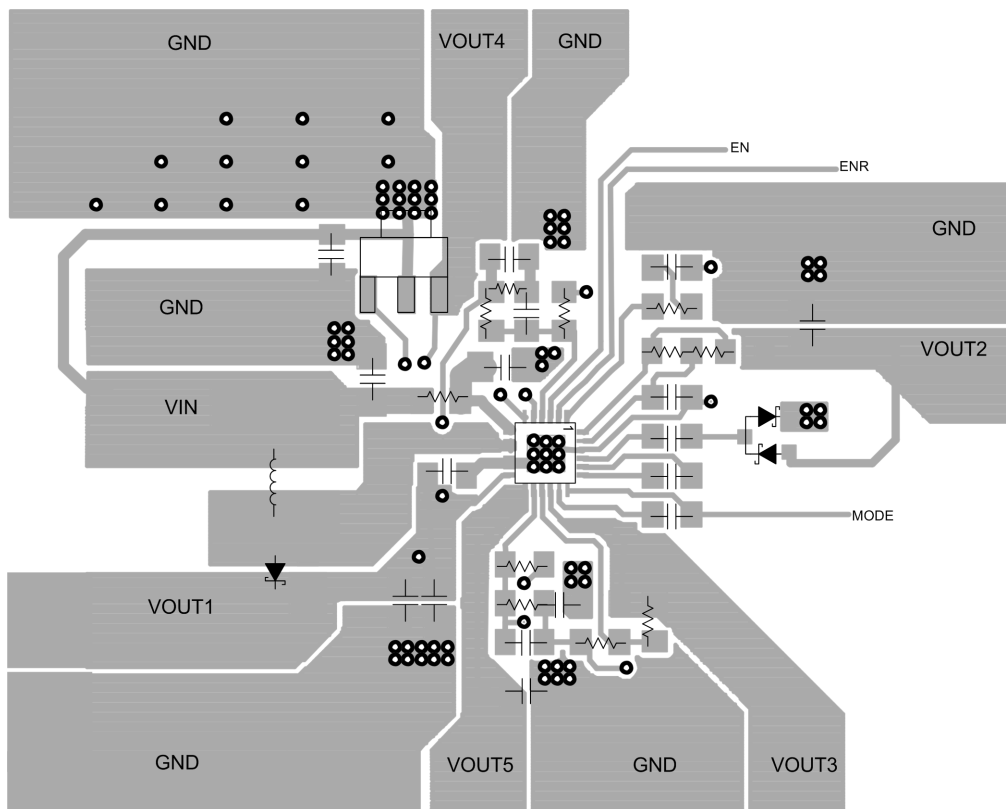 GND
VOUT4
GND
EN
ENR
GND
GND
VOUT2
VIN
1
MODE
VOUT1
GND
VOUT5
GND
VOUT3